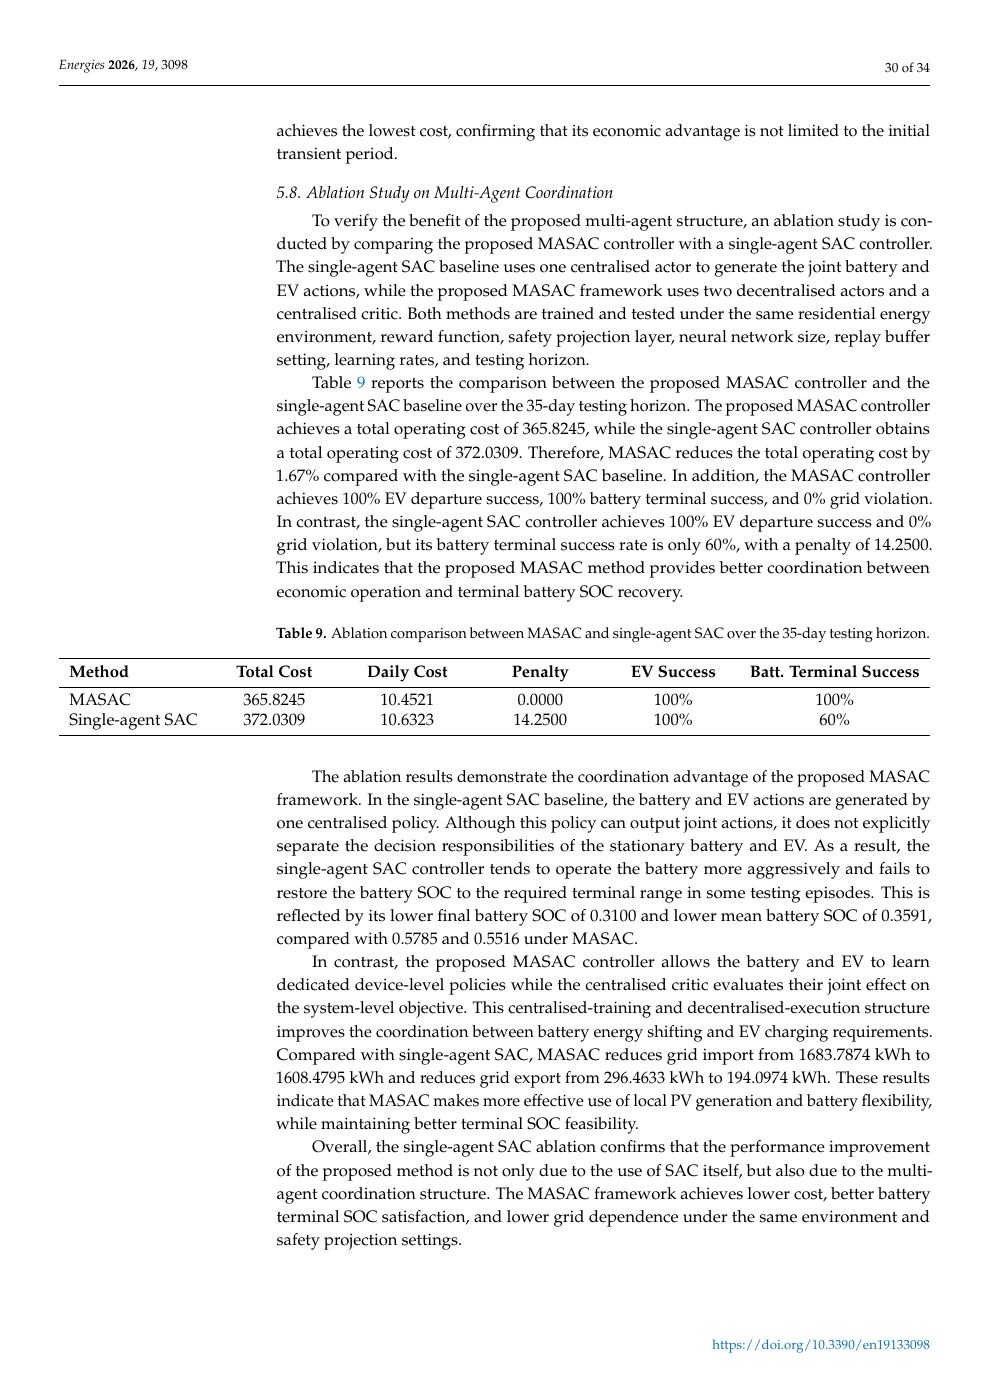 Energies 2026, 19, 3098
30 of 34
achieves the lowest cost, confirming that its economic advantage is not limited to the initial
transient period.
5.8. Ablation Study on Multi-Agent Coordination
To verify the benefit of the proposed multi-agent structure, an ablation study is con-
ducted by comparing the proposed MASAC controller with a single-agent SAC controller.
The single-agent SAC baseline uses one centralised actor to generate the joint battery and
EV actions, while the proposed MASAC framework uses two decentralised actors and a
centralised critic. Both methods are trained and tested under the same residential energy
environment, reward function, safety projection layer, neural network size, replay buffer
setting, learning rates, and testing horizon.
Table 9 reports the comparison between the proposed MASAC controller and the
single-agent SAC baseline over the 35-day testing horizon. The proposed MASAC controller
achieves a total operating cost of 365.8245, while the single-agent SAC controller obtains
a total operating cost of 372.0309. Therefore, MASAC reduces the total operating cost by
1.67% compared with the single-agent SAC baseline. In addition, the MASAC controller
achieves 100% EV departure success, 100% battery terminal success, and 0% grid violation.
In contrast, the single-agent SAC controller achieves 100% EV departure success and 0%
grid violation, but its battery terminal success rate is only 60%, with a penalty of 14.2500.
This indicates that the proposed MASAC method provides better coordination between
economic operation and terminal battery SOC recovery.
Table 9. Ablation comparison between MASAC and single-agent SAC over the 35-day testing horizon.
Method Total Cost Daily Cost Penalty EV Success Batt. Terminal Success
MASAC 365.8245 10.4521 0.0000 100% 100%
Single-agent SAC 372.0309 10.6323 14.2500 100% 60%
The ablation results demonstrate the coordination advantage of the proposed MASAC
framework. In the single-agent SAC baseline, the battery and EV actions are generated by
one centralised policy. Although this policy can output joint actions, it does not explicitly
separate the decision responsibilities of the stationary battery and EV. As a result, the
single-agent SAC controller tends to operate the battery more aggressively and fails to
restore the battery SOC to the required terminal range in some testing episodes. This is
reflected by its lower final battery SOC of 0.3100 and lower mean battery SOC of 0.3591,
compared with 0.5785 and 0.5516 under MASAC.
In contrast, the proposed MASAC controller allows the battery and EV to learn
dedicated device-level policies while the centralised critic evaluates their joint effect on
the system-level objective. This centralised-training and decentralised-execution structure
improves the coordination between battery energy shifting and EV charging requirements.
Compared with single-agent SAC, MASAC reduces grid import from 1683.7874 kWh to
1608.4795 kWh and reduces grid export from 296.4633 kWh to 194.0974 kWh. These results
indicate that MASAC makes more effective use of local PV generation and battery flexibility,
while maintaining better terminal SOC feasibility.
Overall, the single-agent SAC ablation confirms that the performance improvement
of the proposed method is not only due to the use of SAC itself, but also due to the multi-
agent coordination structure. The MASAC framework achieves lower cost, better battery
terminal SOC satisfaction, and lower grid dependence under the same environment and
safety projection settings.
https://doi.org/10.3390/en19133098